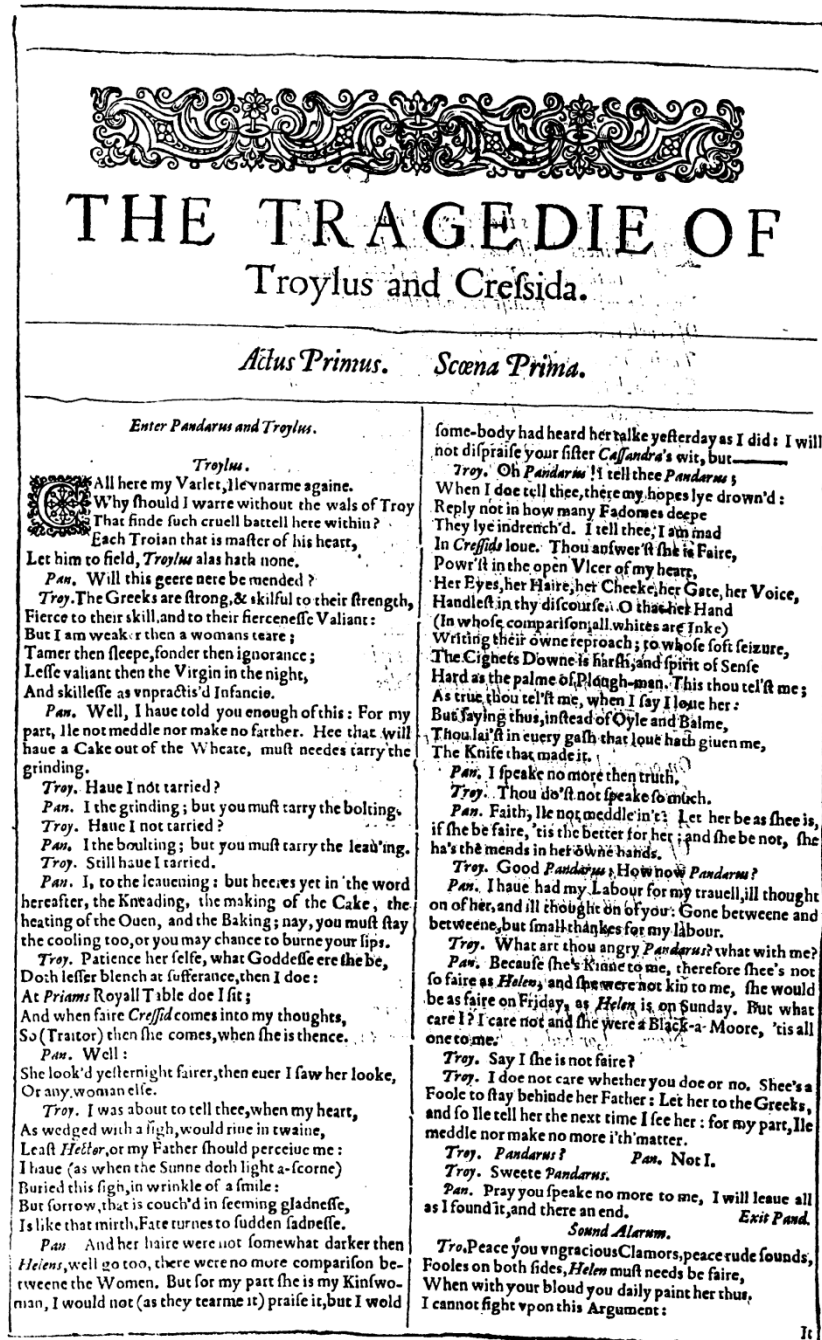 THE TRAGEDIE OF
Troylus and Creſsida.
Actus Primus. Scœna Prima.
Enter Pandarus and Troylus.
Troylus.
CAll here my Varlet, Ile vnarme againe.
Why ſhould I warre without the wals of Troy
That finde ſuch cruell battell here within?
Each Troian that is maſter of his heart,
Let him to field, Troylus alas hath none.
Pan. Will this geere nere be mended?
Troy. The Greeks are ſtrong, & skilful to their ſtrength,
Fierce to their skill, and to their fierceneſſe Valiant:
But I am weaker then a womans teare;
Tamer then ſleepe, fonder then ignorance;
Leſſe valiant then the Virgin in the night,
And skilleſſe as vnpractis'd Infancie.
Pan. Well, I haue told you enough of this: For my
part, Ile not meddle nor make no farther. Hee that will
haue a Cake out of the Wheate, muſt needes tarry the
grinding.
Troy. Haue I not tarried?
Pan. I the grinding; but you muſt tarry the bolting.
Troy. Haue I not tarried?
Pan. I the boulting; but you muſt tarry the leau'ing.
Troy. Still haue I tarried.
Pan. I, to the leauening: but heeres yet in the word
hereafter, the Kneading, the making of the Cake, the
heating of the Ouen, and the Baking; nay, you muſt ſtay
the cooling too, or you may chance to burne your lips.
Troy. Patience her ſelfe, what Goddeſſe ere ſhe be,
Doth leſſer blench at ſufferance, then I doe:
At Priams Royall Table doe I ſit;
And when faire Creſſid comes into my thoughts,
So (Traitor) then ſhe comes, when ſhe is thence.
Pan. Well:
She look'd yeſternight fairer, then euer I ſaw her looke,
Or any woman elſe.
Troy. I was about to tell thee, when my heart,
As wedged with a ſigh, would riue in twaine,
Leaſt Hector, or my Father ſhould perceiue me:
I haue (as when the Sunne doth light a-ſcorne)
Buried this ſigh, in wrinkle of a ſmile:
But ſorrow, that is couch'd in ſeeming gladneſſe,
Is like that mirth, Fate turnes to ſudden ſadneſſe.
Pan And her haire were not ſomewhat darker then
Helens, well go too, there were no more compariſon be-
tweene the Women. But for my part ſhe is my Kinſwo-
man, I would not (as they tearme it) praiſe it, but I wold
ſome-body had heard her talke yeſterday as I did: I will
not diſpraiſe your ſiſter Caſſandra's wit, but———
Troy. Oh Pandarus! I tell thee Pandarus;
When I doe tell thee, there my hopes lye drown'd:
Reply not in how many Fadomes deepe
They lye indrench'd. I tell thee, I am mad
In Creſſids loue. Thou anſwer'ſt ſhe is Faire,
Powr'ſt in the open Vlcer of my heart,
Her Eyes, her Haire, her Cheeke, her Gate, her Voice,
Handleſt in thy diſcourſe. O that her Hand
(In whoſe compariſon, all whites are Inke)
Writing their owne reproach; to whoſe ſoft ſeizure,
The Cignets Downe is harſh, and ſpirit of Senſe
Hard as the palme of Plough-man. This thou tel'ſt me;
As true thou tel'ſt me, when I ſay I loue her:
But ſaying thus, inſtead of Oyle and Balme,
Thou lai'ſt in euery gaſh that loue hath giuen me,
The Knife that made it.
Pan. I ſpeake no more then truth.
Troy. Thou do'ſt not ſpeake ſo much.
Pan. Faith, Ile not meddle in't: Let her be as ſhee is,
if ſhe be faire, 'tis the better for her; and ſhe be not, ſhe
ha's the mends in her owne hands.
Troy. Good Pandarus: How now Pandarus?
Pan. I haue had my Labour for my trauell, ill thought
on of her, and ill thought on of you: Gone betweene and
betweene, but ſmall thankes for my labour.
Troy. What art thou angry Pandarus? what with me?
Pan. Becauſe ſhe's Kinne to me, therefore ſhee's not
ſo faire as Helen, and ſhe were not kin to me, ſhe would
be as faire on Friday, as Helen is on Sunday. But what
care I? I care not and ſhe were a Black-a-Moore, 'tis all
one to me.
Troy. Say I ſhe is not faire?
Troy. I doe not care whether you doe or no. Shee's a
Foole to ſtay behinde her Father: Let her to the Greeks,
and ſo Ile tell her the next time I ſee her: for my part, Ile
meddle nor make no more i'th'matter.
Troy. Pandarus? Pan. Not I.
Troy. Sweete Pandarus.
Pan. Pray you ſpeake no more to me, I will leaue all
as I found it, and there an end. Exit Pand.
Sound Alarum.
Tro. Peace you vngracious Clamors, peace rude ſounds,
Fooles on both ſides, Helen muſt needs be faire,
When with your bloud you daily paint her thus.
I cannot fight vpon this Argument:
It